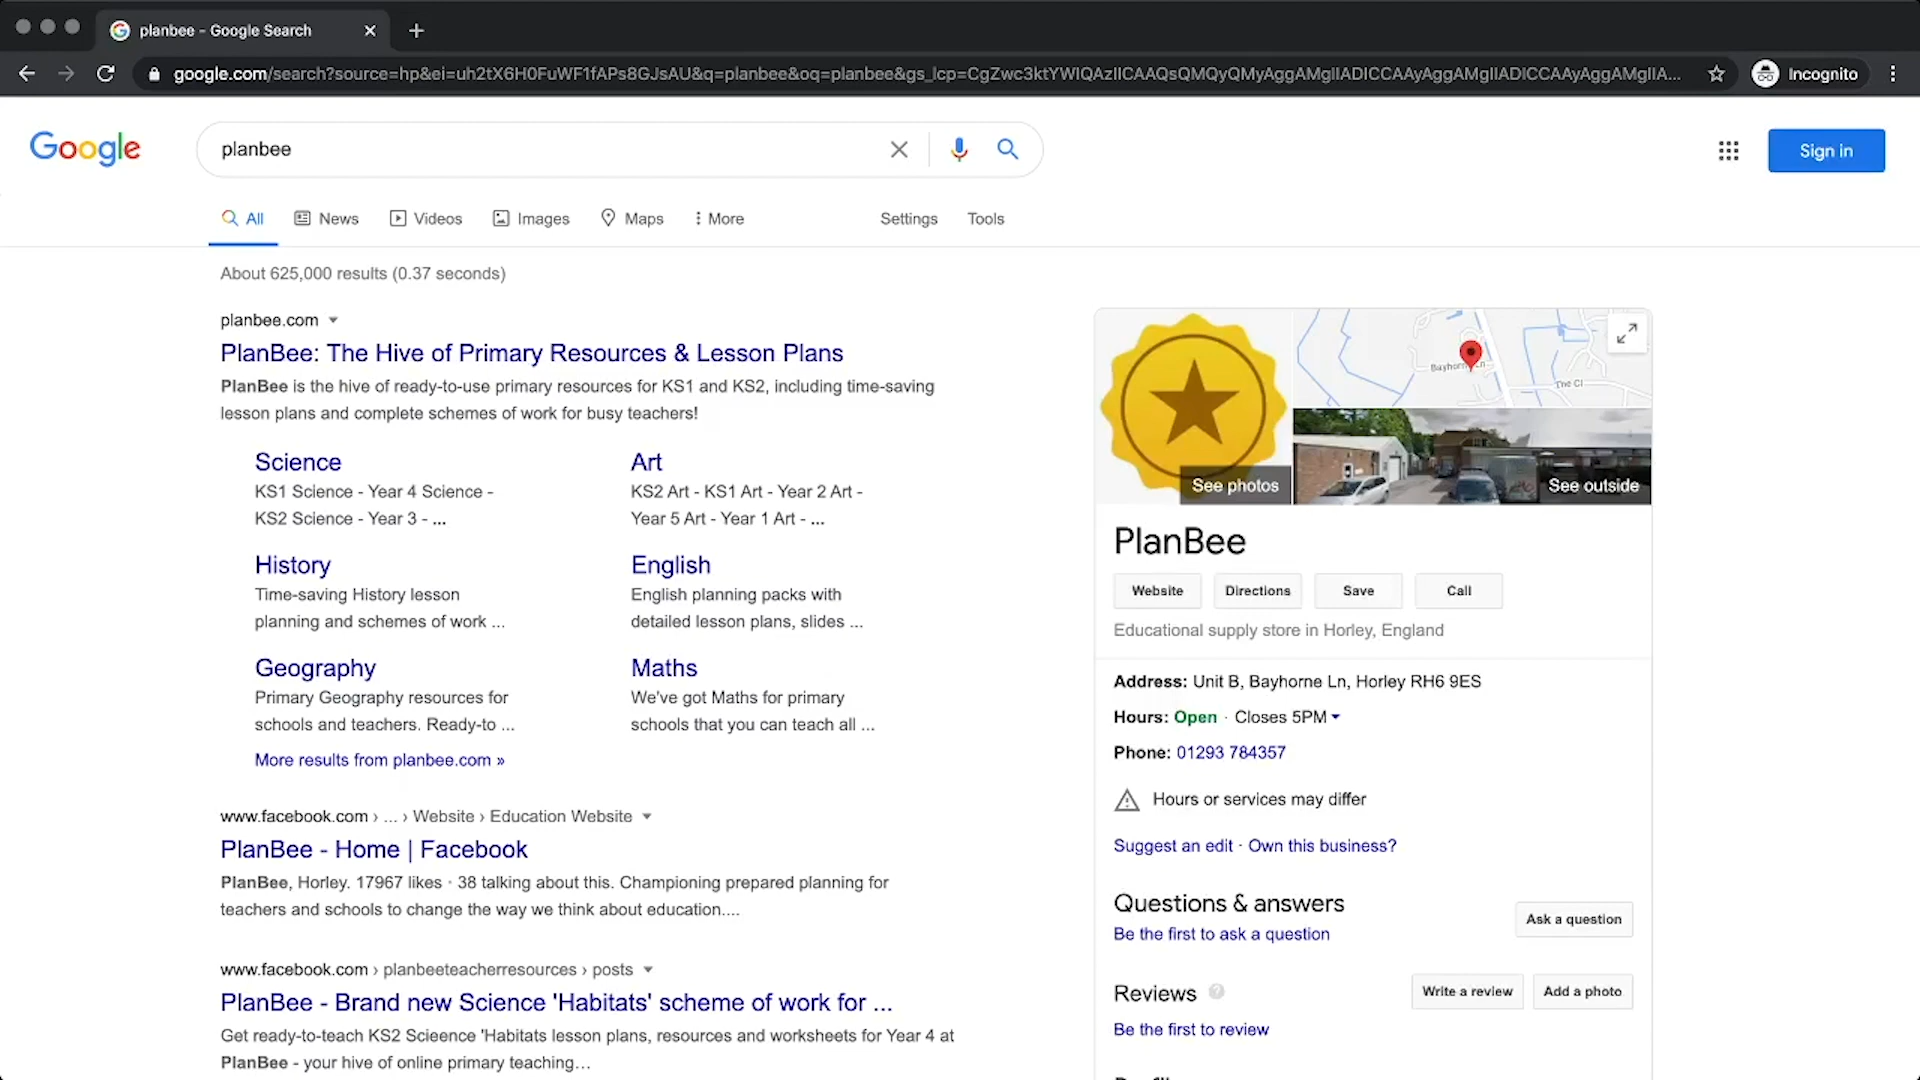 planbee - Google Search
google.com/search?source=hp&ei=uh2tX6H0FuWF1fAPs8GJsAU&q=planbee&oq=planbee&gs_lcp=CgZwc3ktYWIQAzIICAAQsQMQyQMyAggAMgIIADICCAAyAggAMgIIADICCAAyAggAMgIIA...
Incognito
Google
planbee
Sign in
All
News
Videos
Images
Maps
More
Settings
Tools
About 625,000 results (0.37 seconds)
planbee.com
PlanBee: The Hive of Primary Resources & Lesson Plans
PlanBee is the hive of ready-to-use primary resources for KS1 and KS2, including time-saving
lesson plans and complete schemes of work for busy teachers!
Science
KS1 Science - Year 4 Science -
KS2 Science - Year 3 - ...
Art
KS2 Art - KS1 Art - Year 2 Art -
Year 5 Art - Year 1 Art - ...
History
Time-saving History lesson
planning and schemes of work ...
English
English planning packs with
detailed lesson plans, slides ...
Geography
Primary Geography resources for
schools and teachers. Ready-to ...
Maths
We've got Maths for primary
schools that you can teach all ...
More results from planbee.com »
www.facebook.com › ... › Website › Education Website
PlanBee - Home | Facebook
PlanBee, Horley. 17967 likes · 38 talking about this. Championing prepared planning for
teachers and schools to change the way we think about education....
www.facebook.com › planbeeteacherresources › posts
PlanBee - Brand new Science 'Habitats' scheme of work for ...
Get ready-to-teach KS2 Scieence 'Habitats lesson plans, resources and worksheets for Year 4 at
PlanBee - your hive of online primary teaching...
The Cl
See photos
See outside
PlanBee
Website
Directions
Save
Call
Educational supply store in Horley, England
Address: Unit B, Bayhorne Ln, Horley RH6 9ES
Hours: Open · Closes 5PM
Phone: 01293 784357
Hours or services may differ
Suggest an edit · Own this business?
Questions & answers
Be the first to ask a question
Ask a question
Reviews
Write a review
Add a photo
Be the first to review